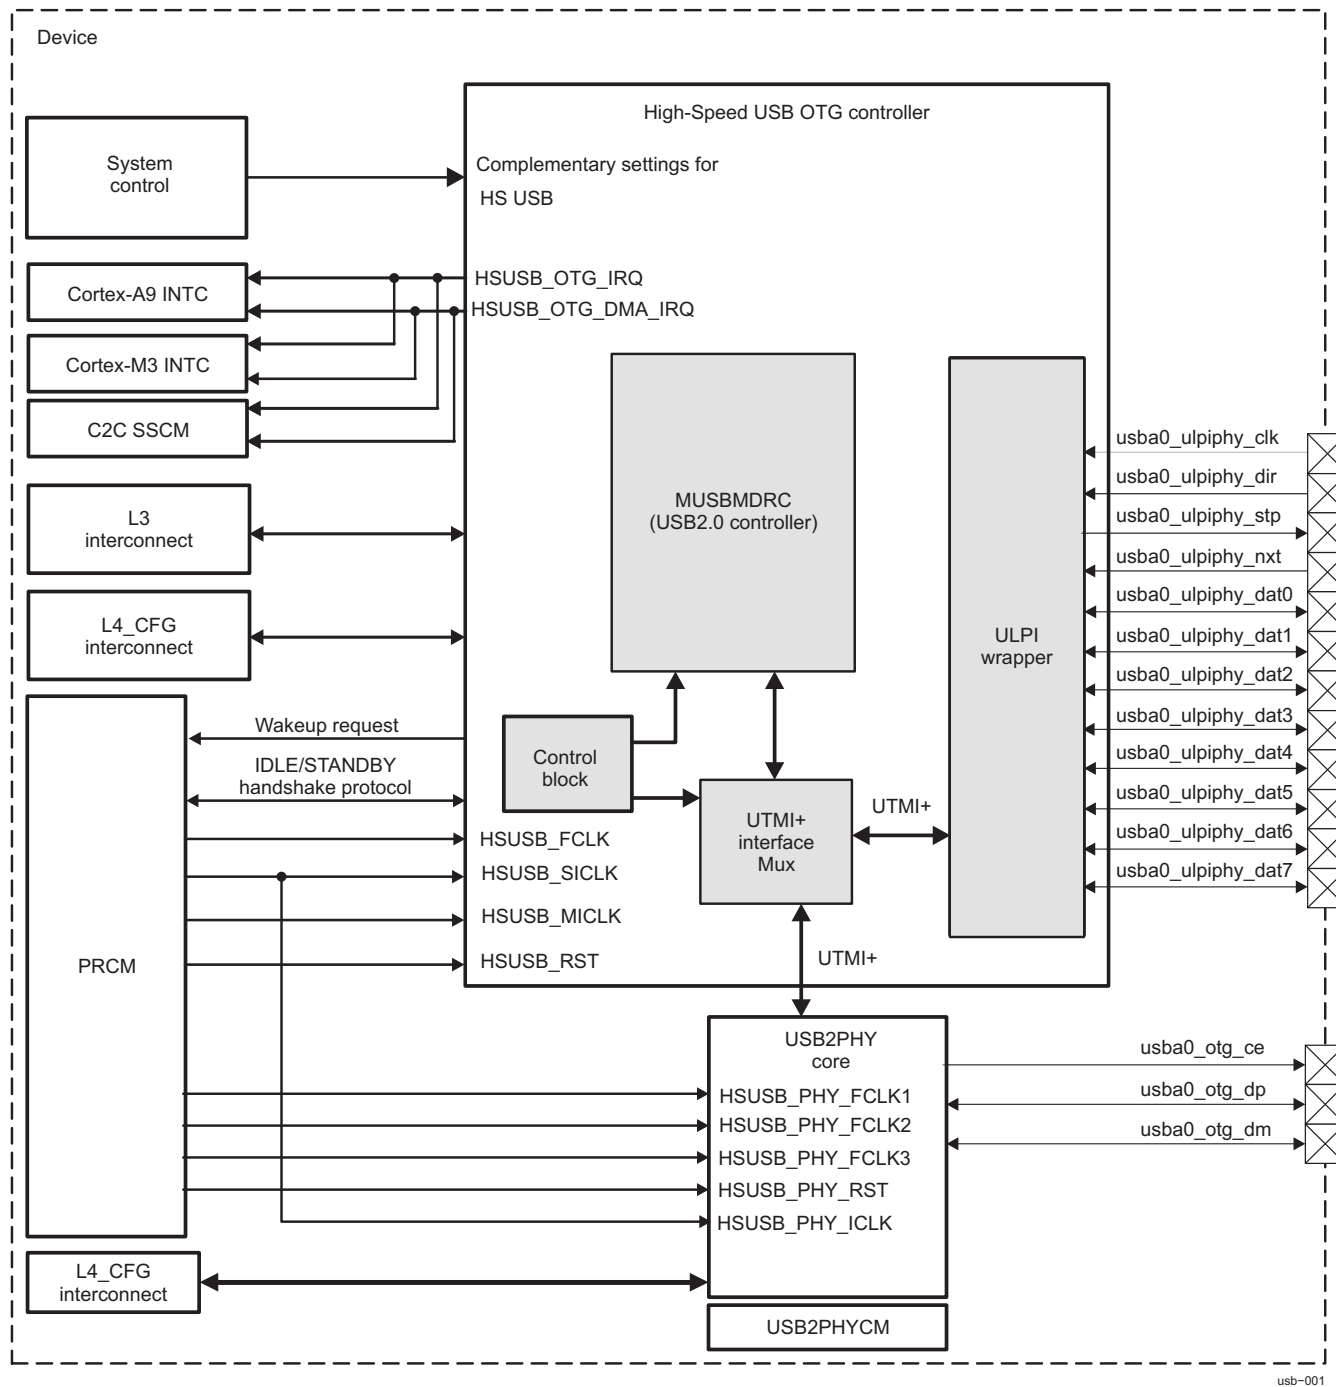 Device
High-Speed USB OTG controller
System
control
Complementary settings for
HS USB
Cortex-A9 INTC
HSUSB_OTG_IRQ
HSUSB_OTG_DMA_IRQ
Cortex-M3 INTC
C2C SSCM
L3
interconnect
L4_CFG
interconnect
MUSBMDRC
(USB2.0 controller)
ULPI
wrapper
usba0_ulpiphy_clk
usba0_ulpiphy_dir
usba0_ulpiphy_stp
usba0_ulpiphy_nxt
usba0_ulpiphy_dat0
usba0_ulpiphy_dat1
usba0_ulpiphy_dat2
usba0_ulpiphy_dat3
usba0_ulpiphy_dat4
usba0_ulpiphy_dat5
usba0_ulpiphy_dat6
usba0_ulpiphy_dat7
Wakeup request
IDLE/STANDBY
handshake protocol
Control
block
UTMI+
interface
Mux
UTMI+
HSUSB_FCLK
HSUSB_SICLK
HSUSB_MICLK
HSUSB_RST
PRCM
UTMI+
USB2PHY
core
HSUSB_PHY_FCLK1
HSUSB_PHY_FCLK2
HSUSB_PHY_FCLK3
HSUSB_PHY_RST
HSUSB_PHY_ICLK
usba0_otg_ce
usba0_otg_dp
usba0_otg_dm
L4_CFG
interconnect
USB2PHYCM
usb−001